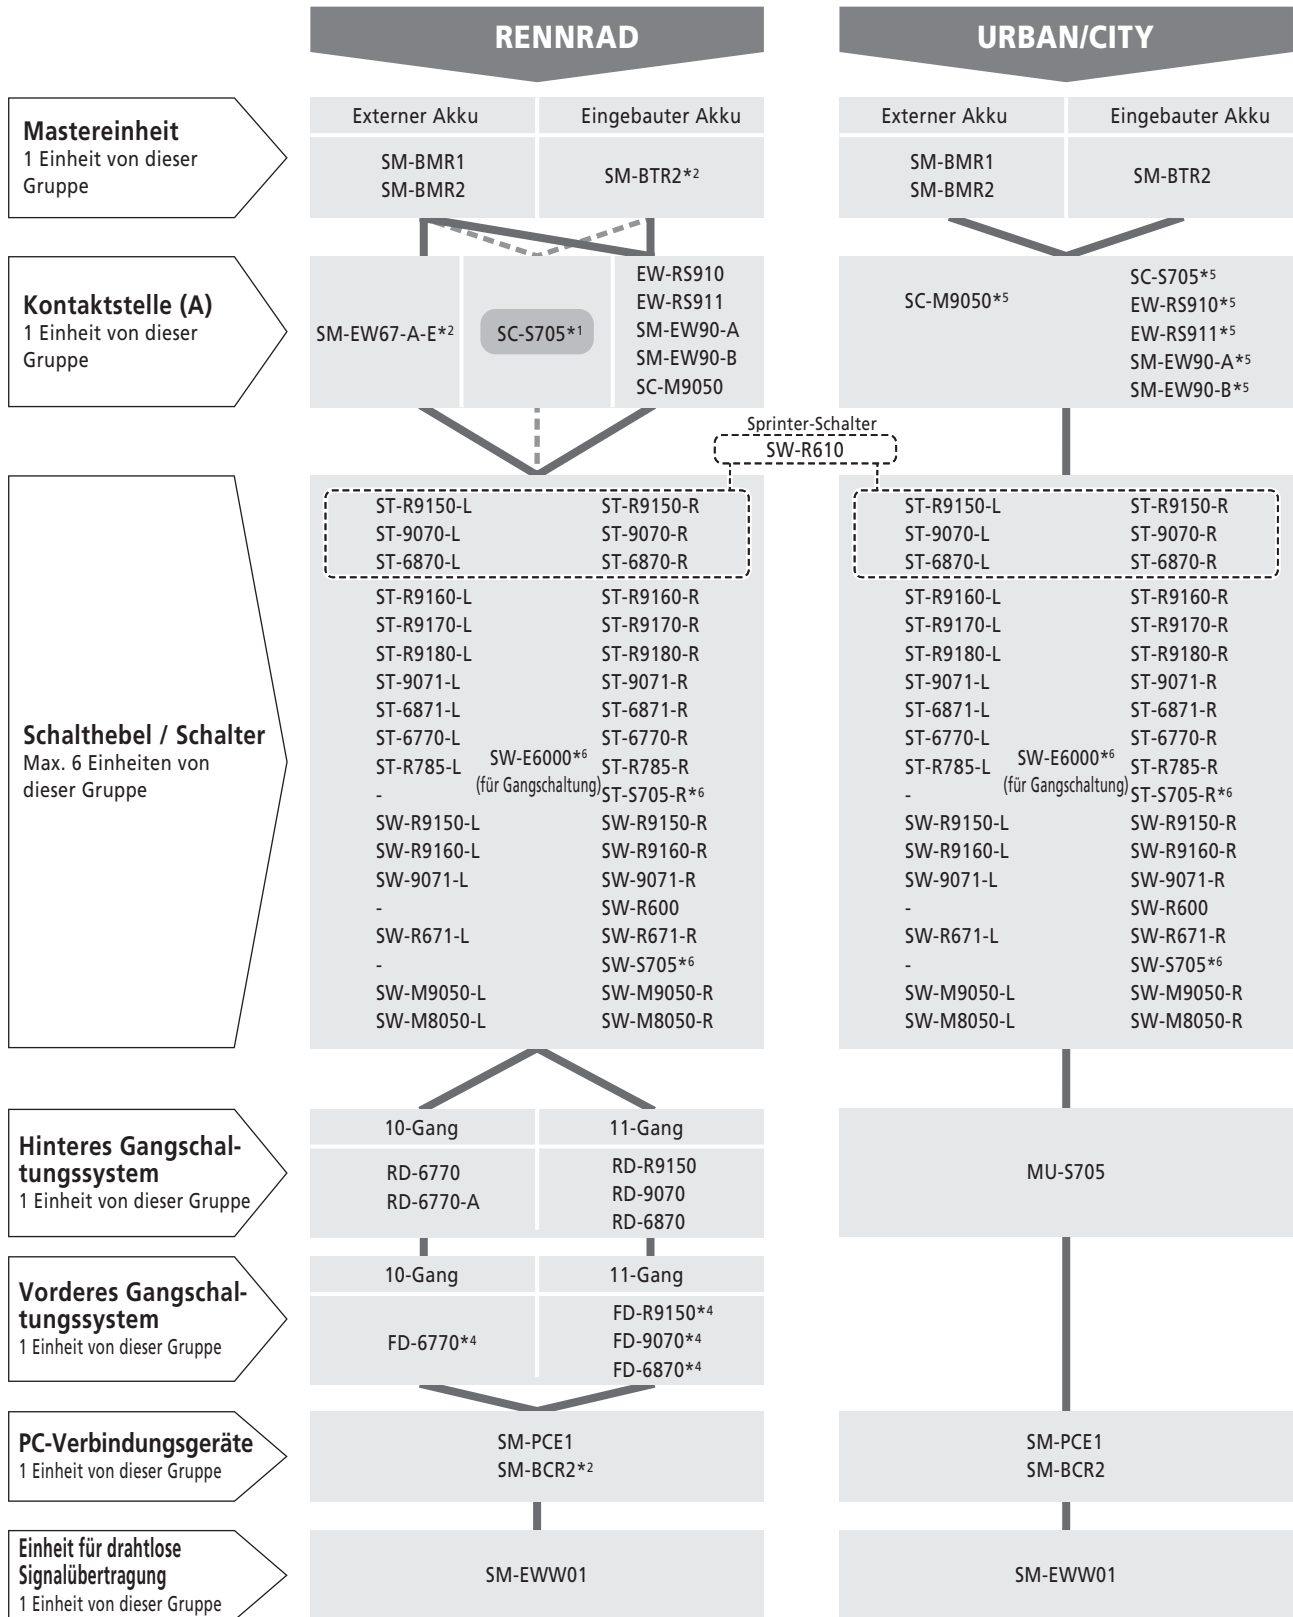 RENNRAD
URBAN/CITY
Mastereinheit
1 Einheit von dieser
Gruppe
Externer Akku
Eingebauter Akku
SM-BMR1
SM-BMR2
SM-BTR2*2
Externer Akku
Eingebauter Akku
SM-BMR1
SM-BMR2
SM-BTR2
Kontaktstelle (A)
1 Einheit von dieser
Gruppe
SM-EW67-A-E*2
SC-S705*1
EW-RS910
EW-RS911
SM-EW90-A
SM-EW90-B
SC-M9050
SC-M9050*5
SC-S705*5
EW-RS910*5
EW-RS911*5
SM-EW90-A*5
SM-EW90-B*5
Sprinter-Schalter
SW-R610
Schalthebel / Schalter
Max. 6 Einheiten von
dieser Gruppe
ST-R9150-L
ST-9070-L
ST-6870-L
ST-R9160-L
ST-R9170-L
ST-R9180-L
ST-9071-L
ST-6871-L
ST-6770-L
ST-R785-L
-
SW-R9150-L
SW-R9160-L
SW-9071-L
-
SW-R671-L
-
SW-M9050-L
SW-M8050-L
SW-E6000*6
(für Gangschaltung)
ST-R9150-R
ST-9070-R
ST-6870-R
ST-R9160-R
ST-R9170-R
ST-R9180-R
ST-9071-R
ST-6871-R
ST-6770-R
ST-R785-R
ST-S705-R*6
SW-R9150-R
SW-R9160-R
SW-9071-R
SW-R600
SW-R671-R
SW-S705*6
SW-M9050-R
SW-M8050-R
ST-R9150-L
ST-9070-L
ST-6870-L
ST-R9160-L
ST-R9170-L
ST-R9180-L
ST-9071-L
ST-6871-L
ST-6770-L
ST-R785-L
-
SW-R9150-L
SW-R9160-L
SW-9071-L
-
SW-R671-L
-
SW-M9050-L
SW-M8050-L
SW-E6000*6
(für Gangschaltung)
ST-R9150-R
ST-9070-R
ST-6870-R
ST-R9160-R
ST-R9170-R
ST-R9180-R
ST-9071-R
ST-6871-R
ST-6770-R
ST-R785-R
ST-S705-R*6
SW-R9150-R
SW-R9160-R
SW-9071-R
SW-R600
SW-R671-R
SW-S705*6
SW-M9050-R
SW-M8050-R
Hinteres Gangschal-
tungssystem
1 Einheit von dieser Gruppe
10-Gang
11-Gang
RD-6770
RD-6770-A
RD-R9150
RD-9070
RD-6870
MU-S705
Vorderes Gangschal-
tungssystem
1 Einheit von dieser Gruppe
10-Gang
11-Gang
FD-6770*4
FD-R9150*4
FD-9070*4
FD-6870*4
PC-Verbindungsgeräte
1 Einheit von dieser Gruppe
SM-PCE1
SM-BCR2*2
SM-PCE1
SM-BCR2
Einheit für drahtlose
Signalübertragung
1 Einheit von dieser Gruppe
SM-EWW01
SM-EWW01